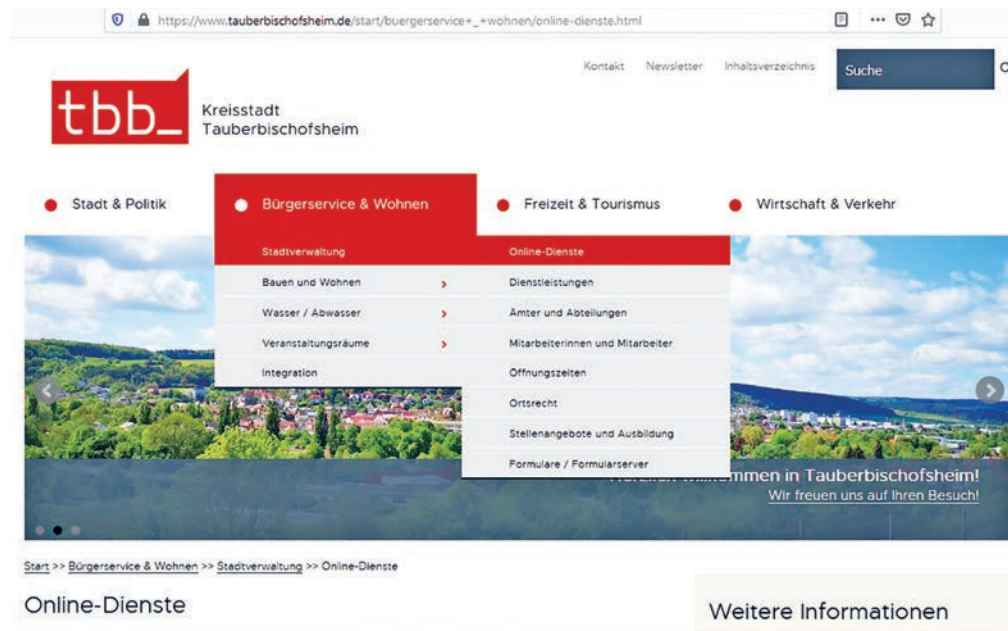 https://www.tauberbischofsheim.de/start/buergerservice+_+wohnen/online-dienste.html
Kontakt Newsletter Inhaltsverzeichnis Suche
tbb_
Kreisstadt
Tauberbischofsheim
Stadt & Politik Bürgerservice & Wohnen Freizeit & Tourismus Wirtschaft & Verkehr
Stadtverwaltung Online-Dienste
Bauen und Wohnen Dienstleistungen
Wasser / Abwasser Ämter und Abteilungen
Veranstaltungsräume Mitarbeiterinnen und Mitarbeiter
Integration Öffnungszeiten
Ortsrecht
Stellenangebote und Ausbildung
Formulare / Formularserver
in Tauberbischofsheim!
Wir freuen uns auf Ihren Besuch!
Start >> Bürgerservice & Wohnen >> Stadtverwaltung >> Online-Dienste
Online-Dienste Weitere Informationen